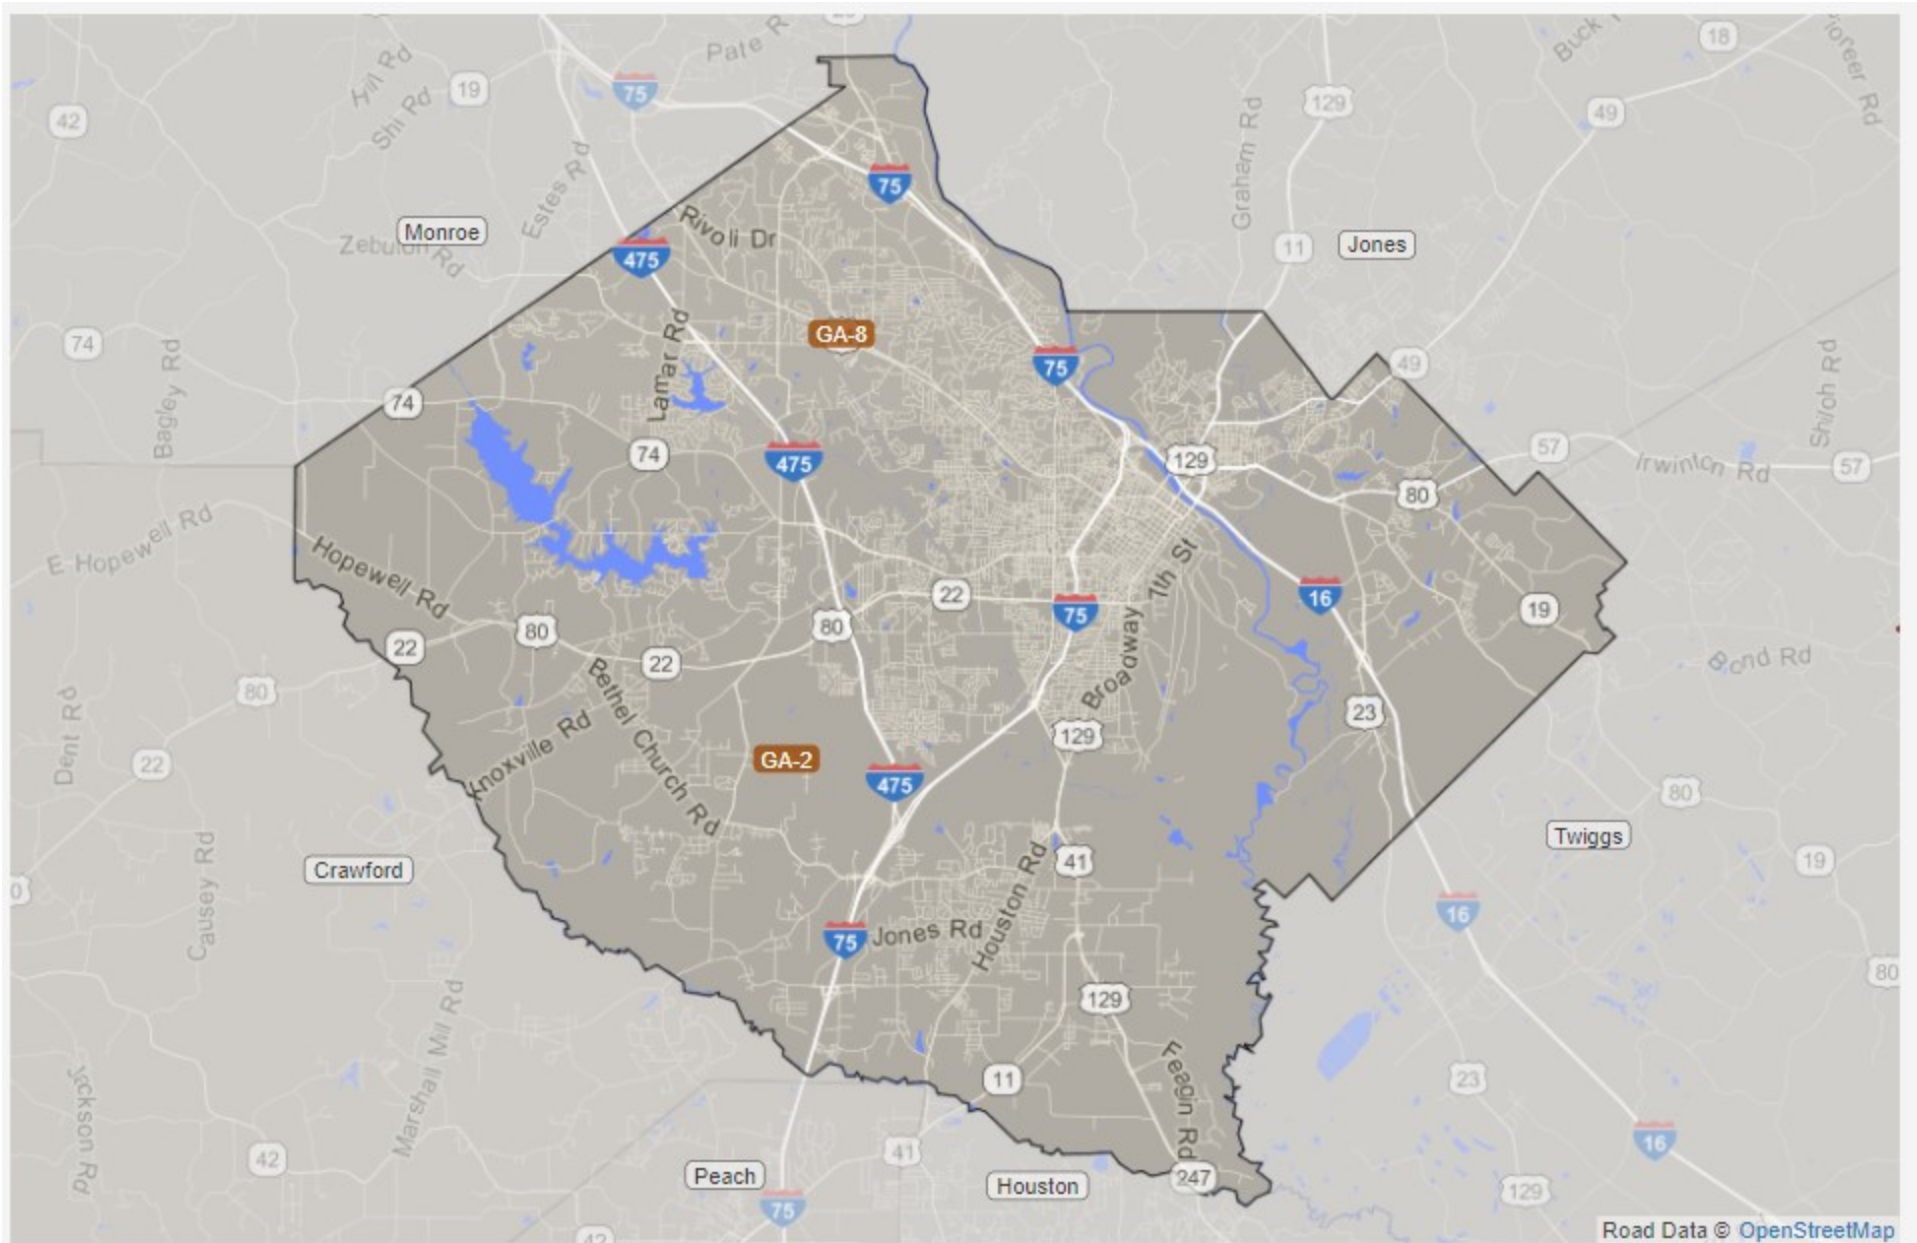 Pate R
Hill Rd
19
75
18
Buck
42
Shi Rd
129
49
Estes Rd
Graham Rd
75
Monroe
Rivoli Dr
Zebulon Rd
475
11
Jones
74
Bagley Rd
Lamar Rd
GA-8
75
49
Shiloh Rd
74
74
475
129
57
Irwinton Rd
57
80
E Hopewell Rd
Hopewell Rd
22
75
7th St
16
19
80
22
80
22
Broadway
Bond Rd
80
Dent Rd
Bethel Church Rd
Knoxville Rd
23
129
22
GA-2
475
80
Twiggs
Crawford
Causey Rd
41
19
0
Houston Rd
16
75
Jones Rd
80
Marshall Mill Rd
129
Feagin Rd
11
23
Jackson Rd
42
41
16
Peach
Houston
247
129
75
42
Road Data © OpenStreetMap